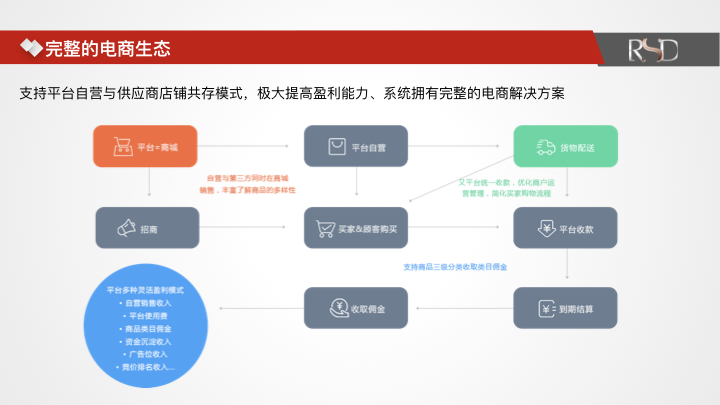 完整的电商生态
RSD
支持平台自营与供应商店铺共存模式，极大提高盈利能力、系统拥有完整的电商解决方案
平台=商城
平台自营
货物配送
自营与第三方同时在商城
销售，丰富了解商品的多样性
又平台统一收款，优化商户运
营管理，简化买家购物流程
招商
买家&顾客购买
平台收款
支持商品三级分类收取类目佣金
平台多种灵活盈利模式
• 自营销售收入
• 平台使用费
• 商品类目佣金
• 资金沉淀收入
• 广告位收入
• 竞价排名收入...
收取佣金
到期结算